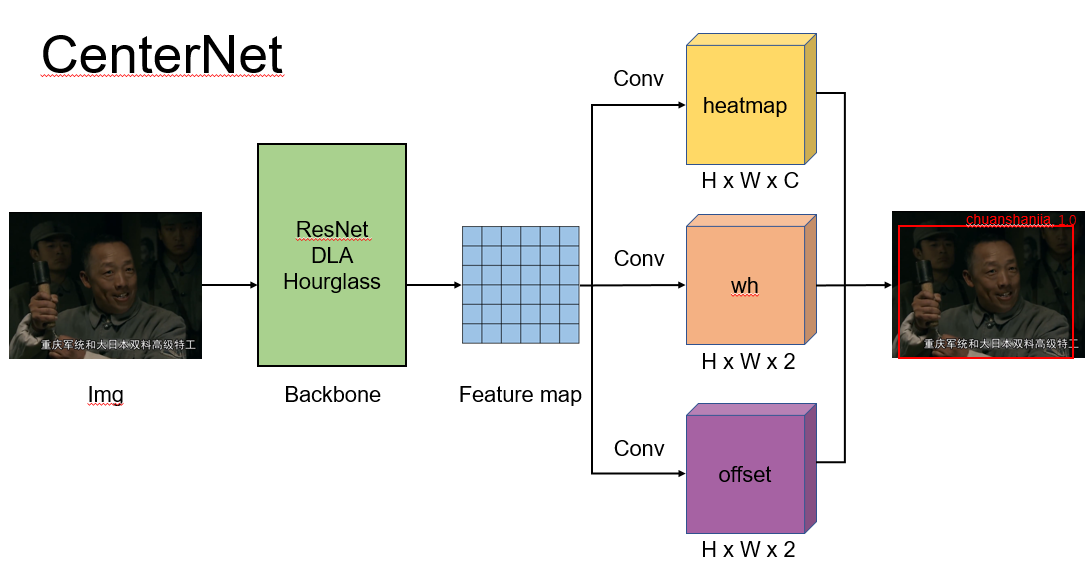 CenterNet
Conv
heatmap
H x W x C
ResNet
DLA
Hourglass
Conv
wh
H x W x 2
chuanshanjia, 1.0
重庆军统和大日本双料高级特工
重庆军统和大日本双料高级特工
Img
Backbone
Feature map
Conv
offset
H x W x 2